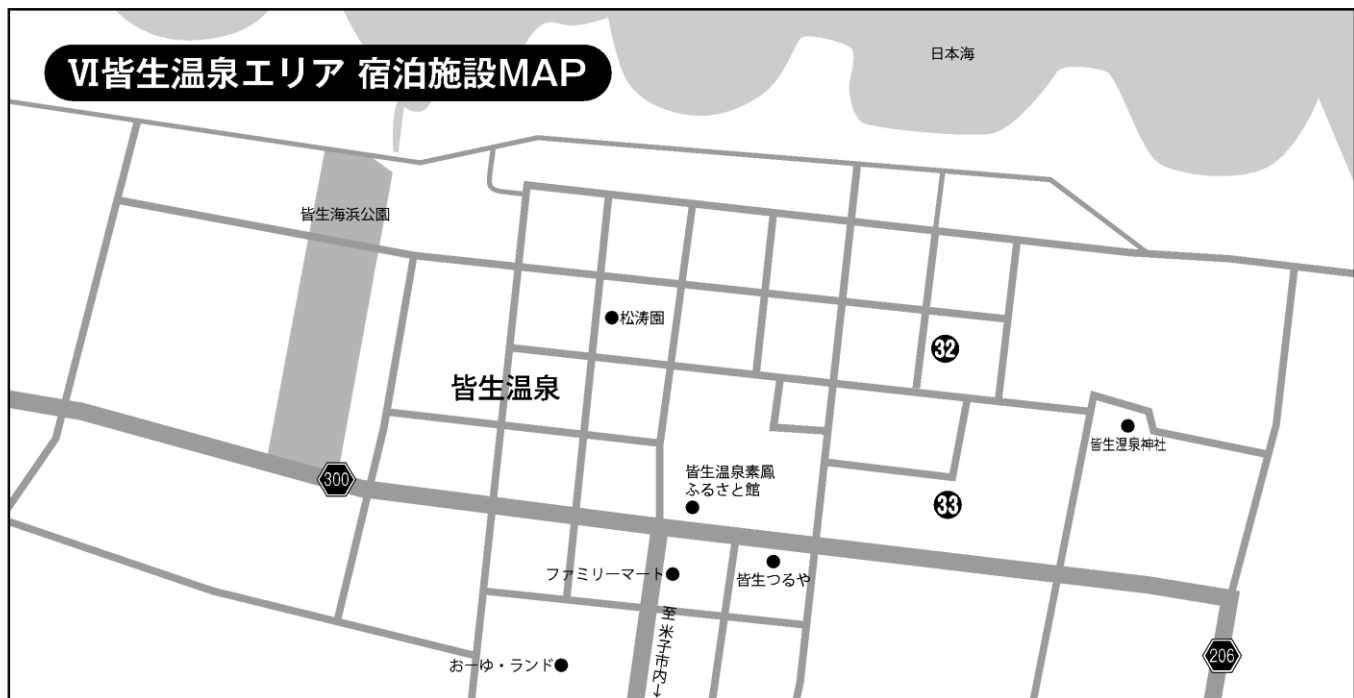 Ⅵ皆生温泉エリア 宿泊施設MAP
日本海
皆生海浜公園
松涛園
32
皆生温泉
皆生温泉神社
皆生温泉素鳳
ふるさと館
300
33
ファミリーマート
皆生つるや
至 米子市内↓
おーゆ・ランド
206